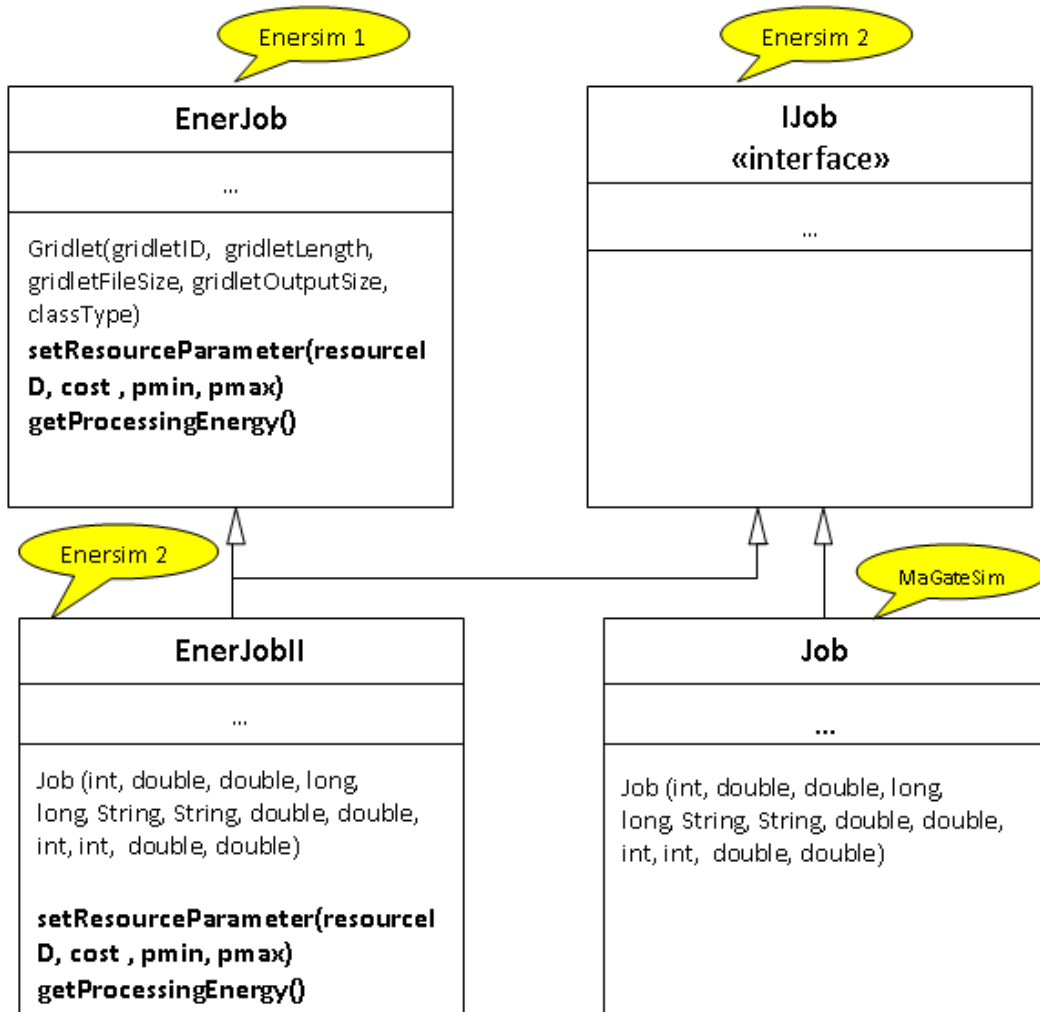 Enersim 1
EnerJob
...
Gridlet(gridletID, gridletLength,
gridletFileSize, gridletOutputSize,
classType)
setResourceParameter(resourceI
D, cost , pmin, pmax)
getProcessingEnergy()
Enersim 2
IJob
«interface»
...
Enersim 2
EnerJobII
...
Job (int, double, double, long,
long, String, String, double, double,
int, int, double, double)
setResourceParameter(resourceI
D, cost , pmin, pmax)
getProcessingEnergy()
MaGateSim
Job
...
Job (int, double, double, long,
long, String, String, double, double,
int, int, double, double)